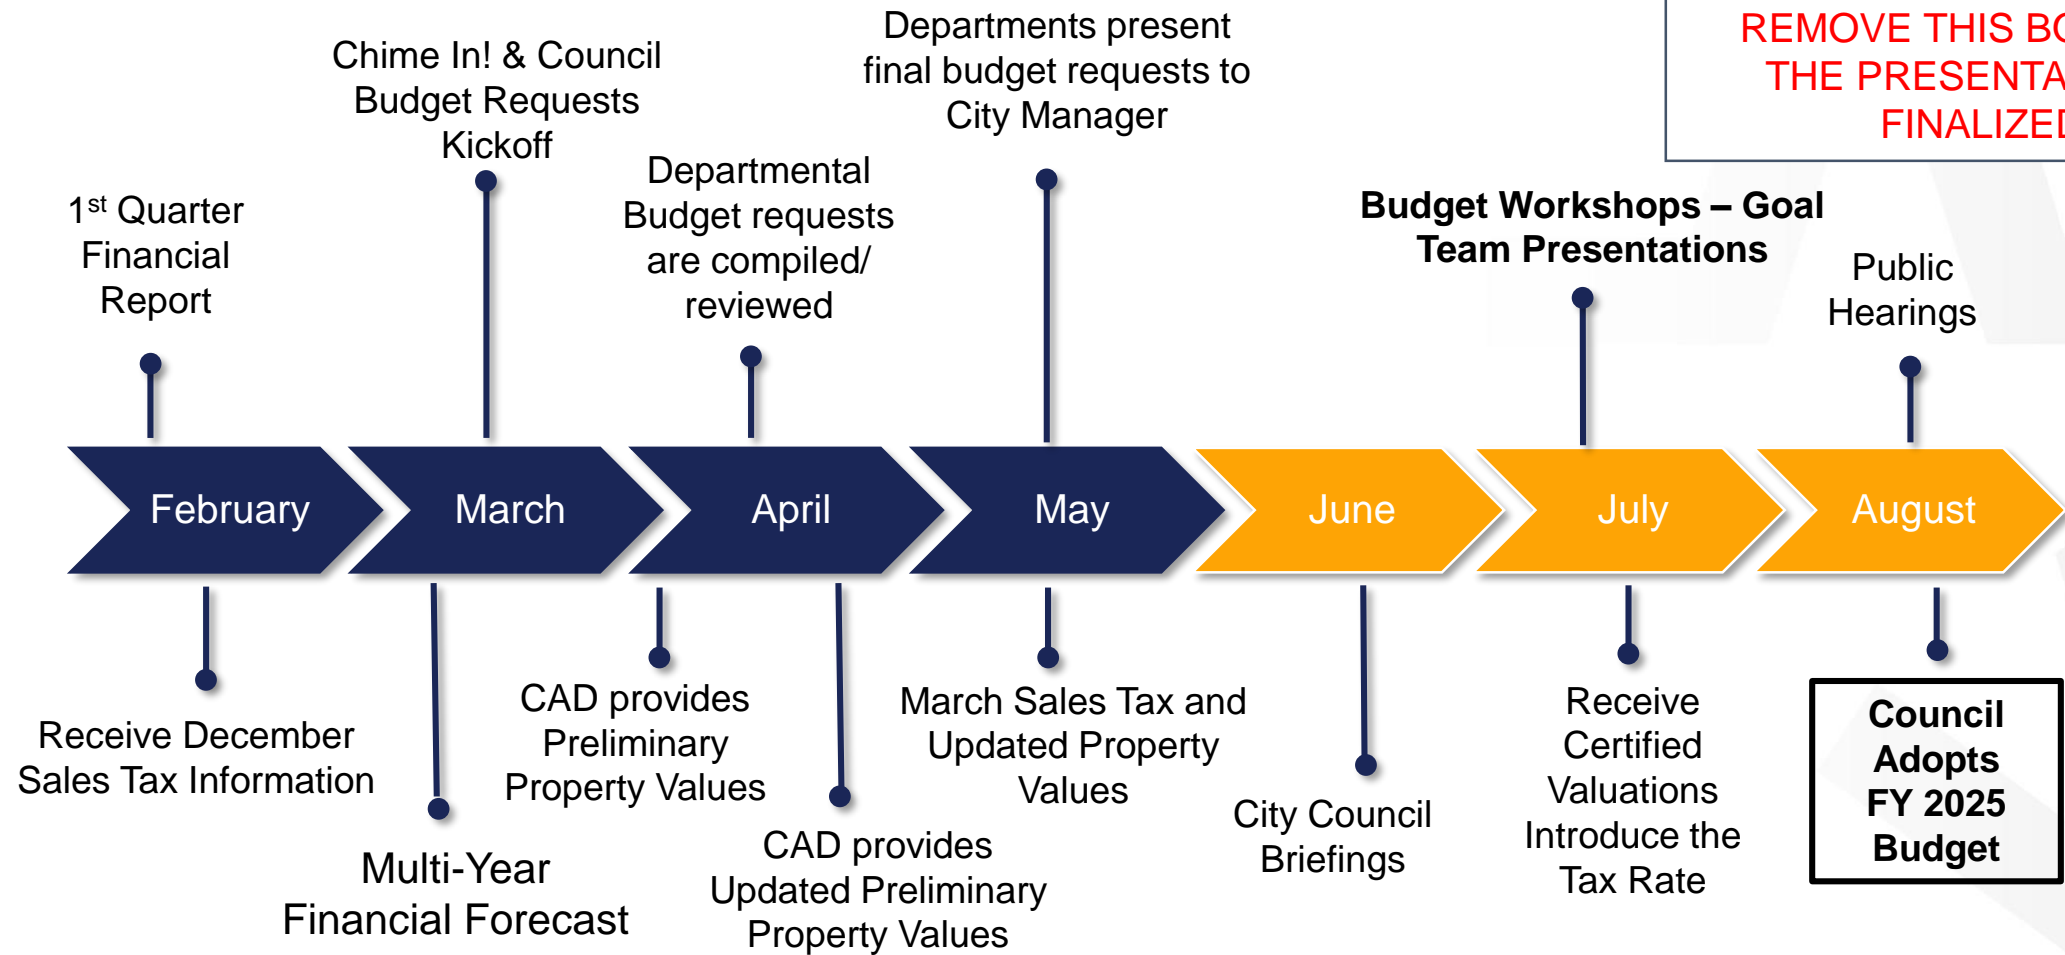 REMOVE THIS
THE
Departments present
final budget requests to
City Manager
Chime In! & Council
Budget Requests
Kickoff
Departmental
Budget requests
are compiled/
reviewed
1st Quarter
Financial
Report
Budget Workshops – Goal
Team Presentations
Public
Hearings
February
March
April
May
June
July
August
Receive December
Sales Tax Information
Multi-Year
Financial Forecast
CAD provides
Preliminary
Property Values
CAD provides
Updated Preliminary
Property Values
March Sales Tax and
Updated Property
Values
City Council
Briefings
Receive
Certified
Valuations
Introduce the
Tax Rate
Council
Adopts
FY 2025
Budget